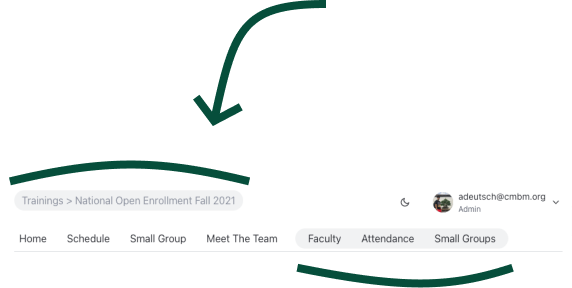 Trainings > National Open Enrollment Fall 2021
adeutsch@cmbm.org
Admin
Home Schedule Small Group Meet The Team Faculty Attendance Small Groups